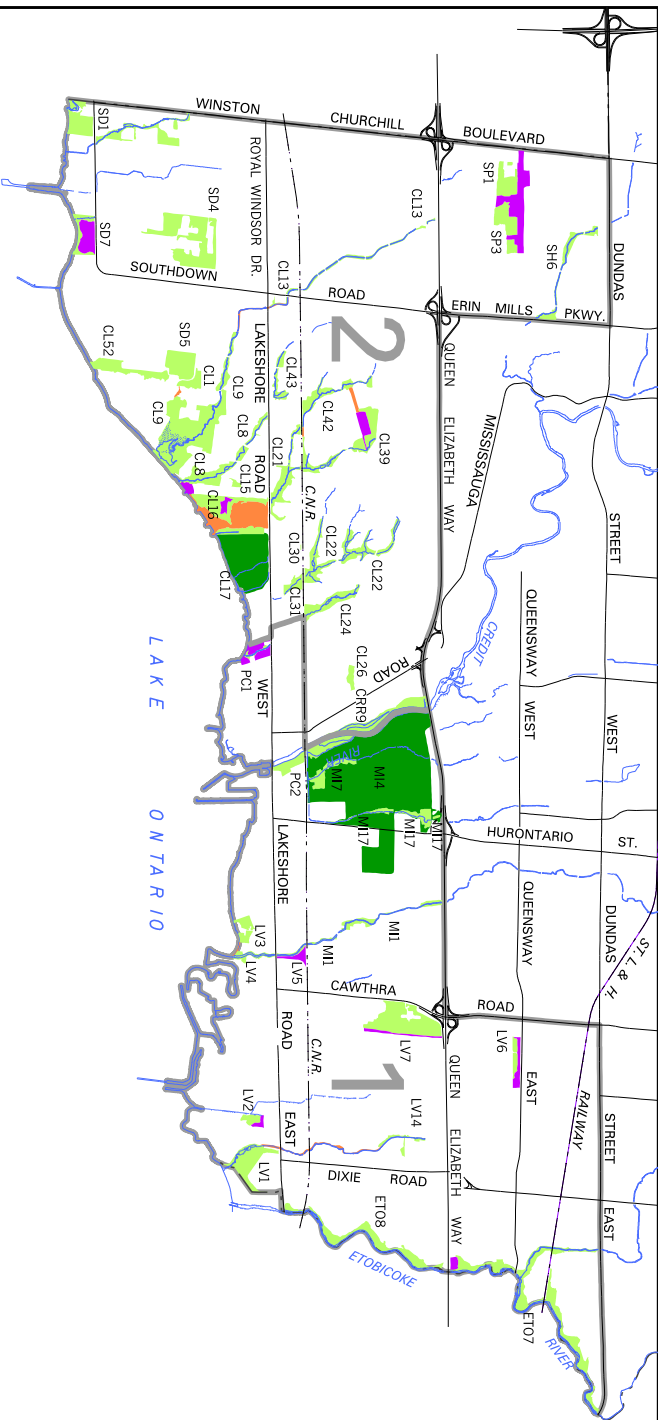 WINSTON
CHURCHILL
BOULEVARD
DUNDAS
SD1
ROYAL WINDSOR DR.
SP1
SP3
SH6
SD4
CL13
SD7
SOUTHDOWN
CL13
ROAD
ERIN MILLS PKWY.
2
CL52
SD5
CL1
CL9
LAKESHORE
CL43
QUEEN
CL9
CL8
CL42
CL39
ELIZABETH
MISSISSAUGA
CL8
CL15
ROAD
CL21
C.N.R.
WAY
STREET
CL16
CL30
CL22
CL22
CL17
CL31
CL24
QUEENSWAY
CREDIT
LAKE
PC1
WEST
CL26
ROAD
CRR9
WEST
WEST
RIVER
PC2
MI7
MI4
MI17
MI17
MI17
HURONTARIO ST.
ONTARIO
LAKESHORE
QUEENSWAY
DUNDAS
ST. L. & H.
LV3
LV4
MI1
MI1
LV5
CAWTHRA
ROAD
ROAD
C.N.R.
1
LV7
LV6
QUEEN
EAST
RAILWAY
LV2
EAST
LV14
ELIZABETH
STREET
LV1
DIXIE ROAD
ETO8
WAY
EAST
ETOBICOKE
ETO7
RIVER